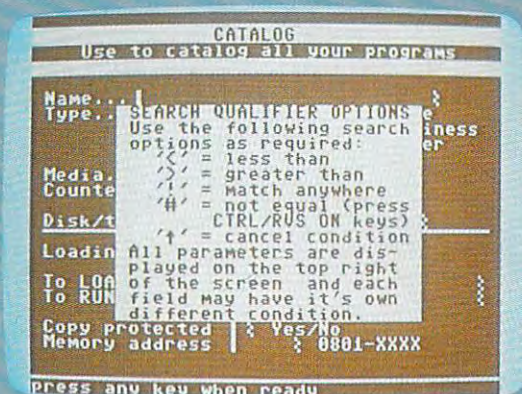 CATALOG
Use to catalog all your programs
Name...
Type..
SEARCH QUALIFIER OPTIONS
Use the following search
options as required:
'<' = less than
'>' = greater than
'!' = match anywhere
'#' = not equal (press
CTRL/RVS ON keys)
'↑' = cancel condition
All parameters are dis-
played on the top right
of the screen and each
field may have it's own
different condition.
e
iness
er
Media.
Counte
Disk/t
Loadin
To LOA
To RUN
Copy protected Yes/No
Memory address 0801-XXXX
press any key when ready